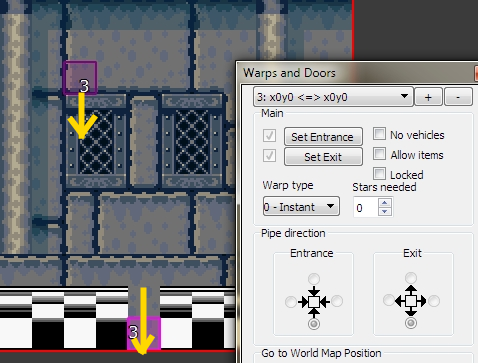 3
Warps and Doors
3: x0y0 <=> x0y0
+
-
Main
Set Entrance
No vehicles
Set Exit
Allow items
Locked
Warp type
Stars needed
0 - Instant
0
Pipe direction
Entrance
Exit
3
Go to World Map Position